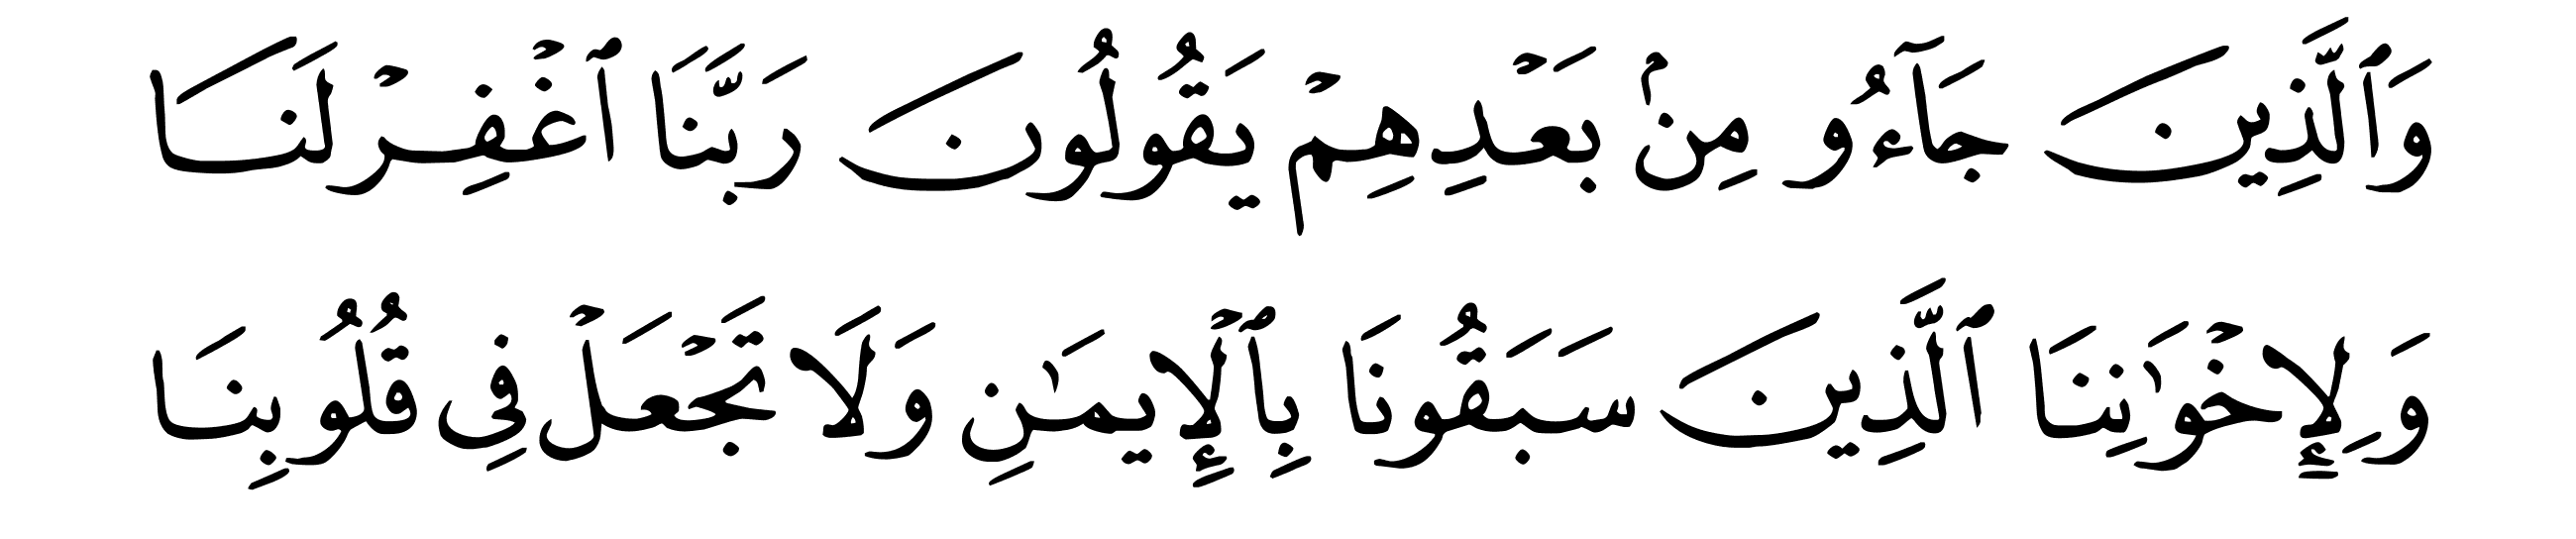 وَٱلَّذِينَ جَآءُو مِنۢ بَعْدِهِمْ يَقُولُونَ رَبَّنَا ٱغْفِرْ لَنَا
وَلِإِخْوَٰنِنَا ٱلَّذِينَ سَبَقُونَا بِٱلْإِيمَٰنِ وَلَا تَجْعَلْ فِى قُلُوبِنَا